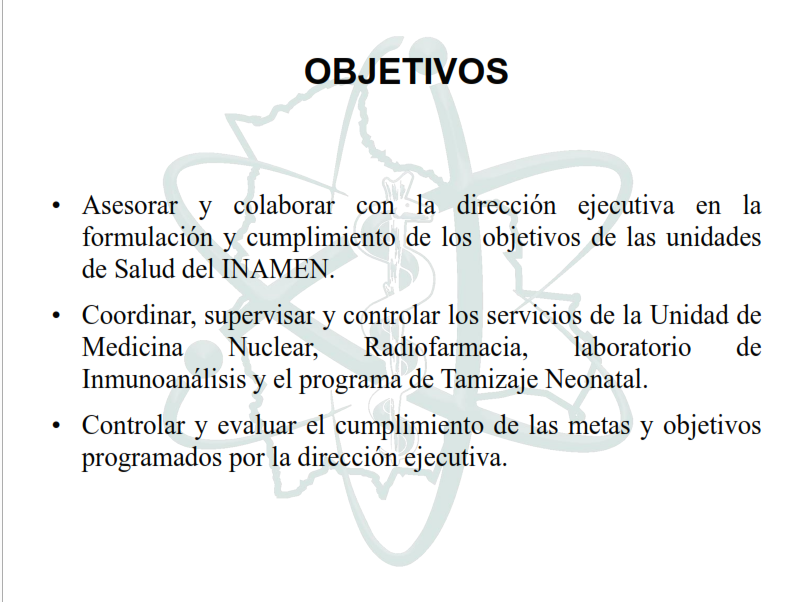 OBJETIVOS
• Asesorar y colaborar con la dirección ejecutiva en la
formulación y cumplimiento de los objetivos de las unidades
de Salud del INAMEN.
• Coordinar, supervisar y controlar los servicios de la Unidad de
Medicina Nuclear, Radiofarmacia, laboratorio de
Inmunoanálisis y el programa de Tamizaje Neonatal.
• Controlar y evaluar el cumplimiento de las metas y objetivos
programados por la dirección ejecutiva.